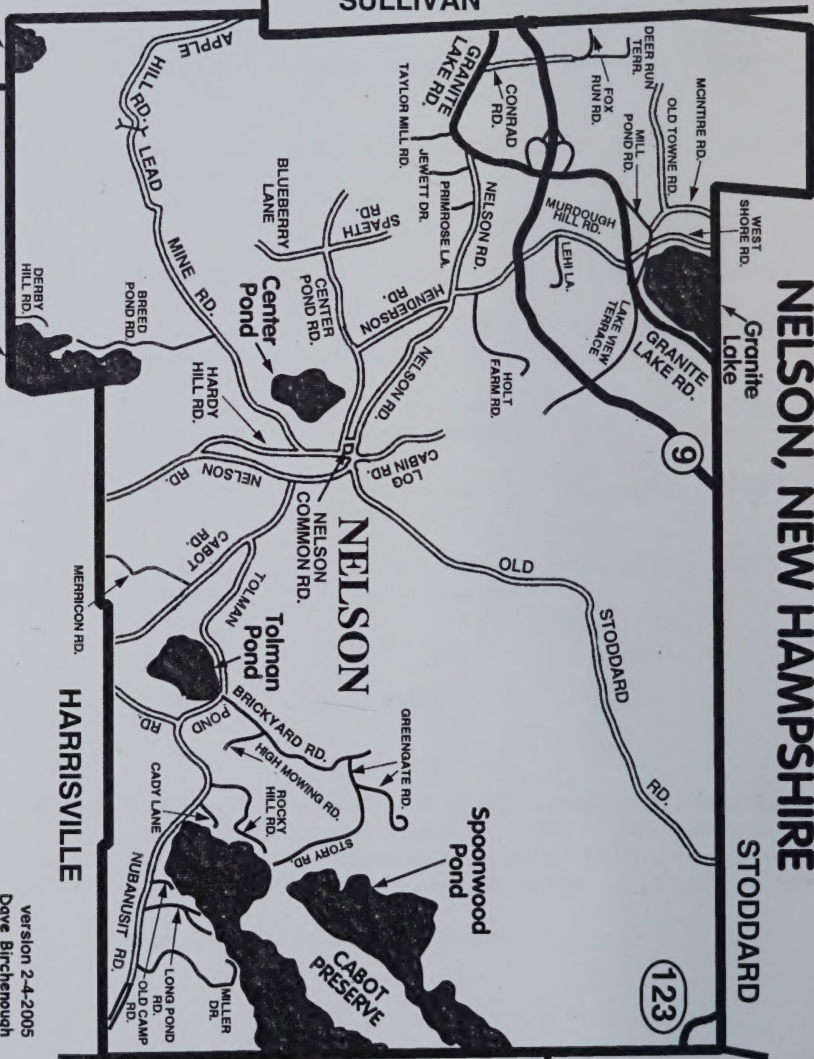 NELSON, NEW HAMPSHIRE
SULLIVAN
STODDARD
HARRISVILLE
NELSON
APPLE
HILL RD.
LEAD
MINE RD.
GRANITE
LAKE RD.
TAYLOR MILL RD.
CONRAD
RD.
FOX
RUN RD.
DEER RUN
TERR.
MCINTIRE RD.
OLD TOWNE RD.
MILL
POND RD.
WEST
SHORE RD.
Granite
Lake
GRANITE
LAKE RD.
JEWETT DR.
PRIMROSE LA.
NELSON RD.
MURDOUGH
HILL RD.
LEHI LA.
LAKE VIEW
TERRACE
BLUEBERRY
LANE
SPAETH
RD.
CENTER
POND RD.
HENDERSON
RD.
NELSON RD.
HOLT
FARM RD.
9
Center
Pond
DERBY
HILL RD.
BREED
POND RD.
HARDY
HILL RD.
NELSON RD.
NELSON
COMMON RD.
LOG
CABIN RD.
OLD
STODDARD
RD.
CABOT
RD.
MERRICON RD.
TOLMAN
POND
RD.
Tolman
Pond
BRICKYARD RD.
HIGH MOWING RD.
GREENGATE RD.
ROCKY
HILL RD.
STORY RD.
CADY LANE
Spoonwood
Pond
CABOT
PRESERVE
123
NUBANUSIT RD.
LONG POND
RD.
OLD CAMP
RD.
MILLER
DR.
version 2-4-2005
Dave Birchenough